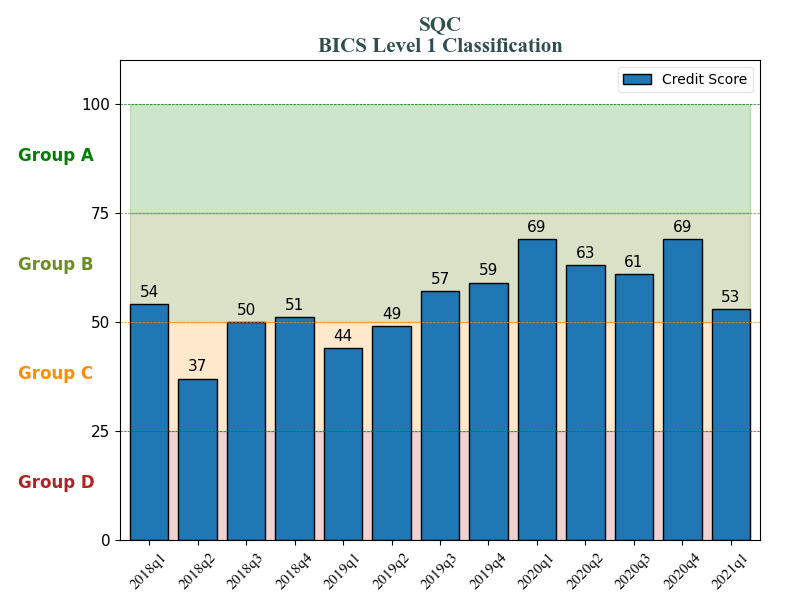 SQC
BICS Level 1 Classification
Credit Score
100
Group A
75
69
69
63
61
Group B
59
57
54
53
51
50
50
49
44
Group C
37
25
Group D
0
2018q1
2018q2
2018q3
2018q4
2019q1
2019q2
2019q3
2019q4
2020q1
2020q2
2020q3
2020q4
2021q1